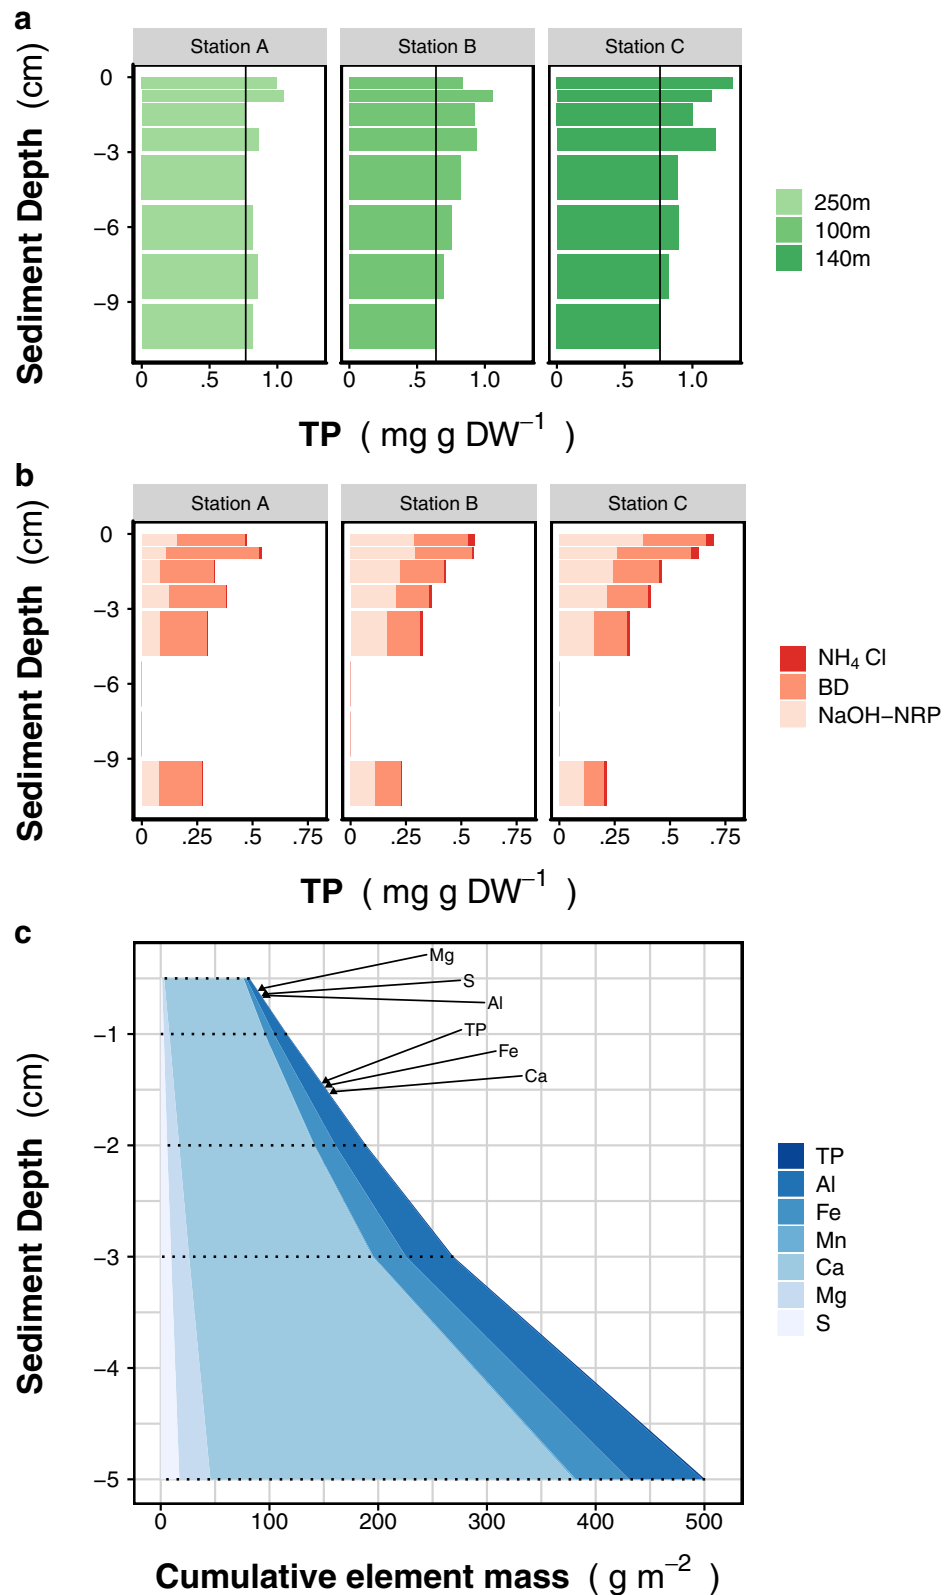 a
Station A
Station B
Station C
Sediment Depth (cm)
0
−3
−6
−9
0 .5 1.0
0 .5 1.0
0 .5 1.0
TP ( mg g DW−1 )
250m
100m
140m
b
Station A
Station B
Station C
Sediment Depth (cm)
0
−3
−6
−9
0 .25 .5 .75
0 .25 .5 .75
0 .25 .5 .75
TP ( mg g DW−1 )
NH4 Cl
BD
NaOH−NRP
c
Mg
S
Al
TP
Fe
Ca
Sediment Depth (cm)
−1
−2
−3
−4
−5
0 100 200 300 400 500
Cumulative element mass ( g m−2 )
TP
Al
Fe
Mn
Ca
Mg
S